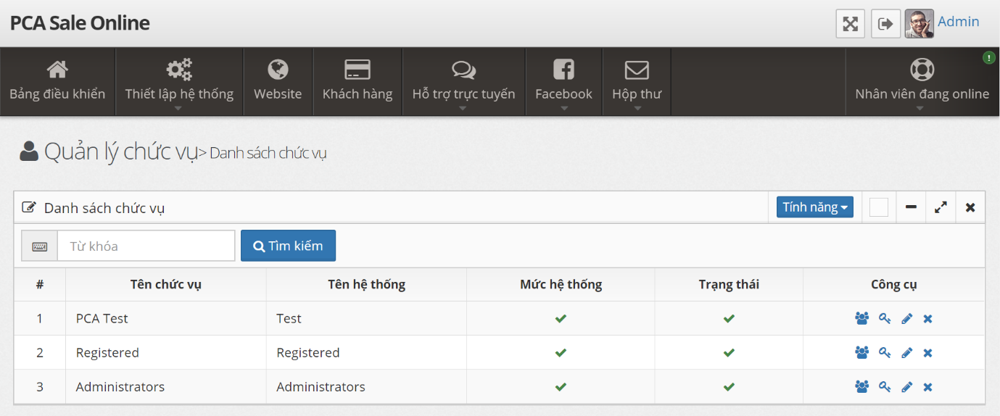 PCA Sale Online
Admin
Bảng điều khiển
Thiết lập hệ thống
Website
Khách hàng
Hỗ trợ trực tuyến
Facebook
Hộp thư
Nhân viên đang online
Quản lý chức vụ> Danh sách chức vụ
Danh sách chức vụ
Tính năng
Từ khóa
Tìm kiếm
# Tên chức vụ Tên hệ thống Mức hệ thống Trạng thái Công cụ
1 PCA Test Test
2 Registered Registered
3 Administrators Administrators